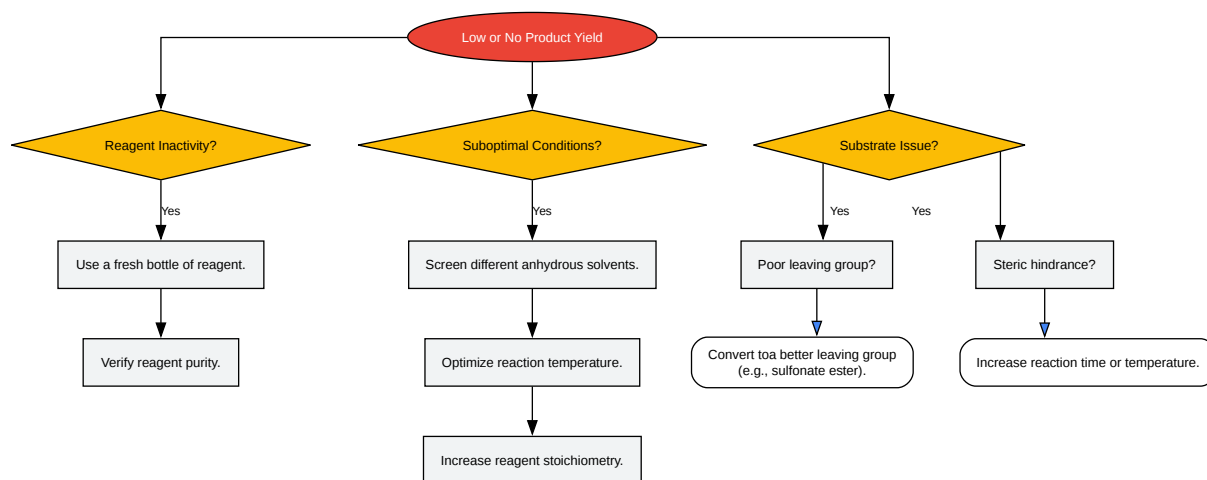 Low or No Product Yield
Reagent Inactivity?
Suboptimal Conditions?
Substrate Issue?
Yes
Yes
Yes
Yes
Use a fresh bottle of reagent.
Screen different anhydrous solvents.
Poor leaving group?
Steric hindrance?
Verify reagent purity.
Optimize reaction temperature.
Convert toa better leaving group
(e.g., sulfonate ester).
Increase reaction time or temperature.
Increase reagent stoichiometry.